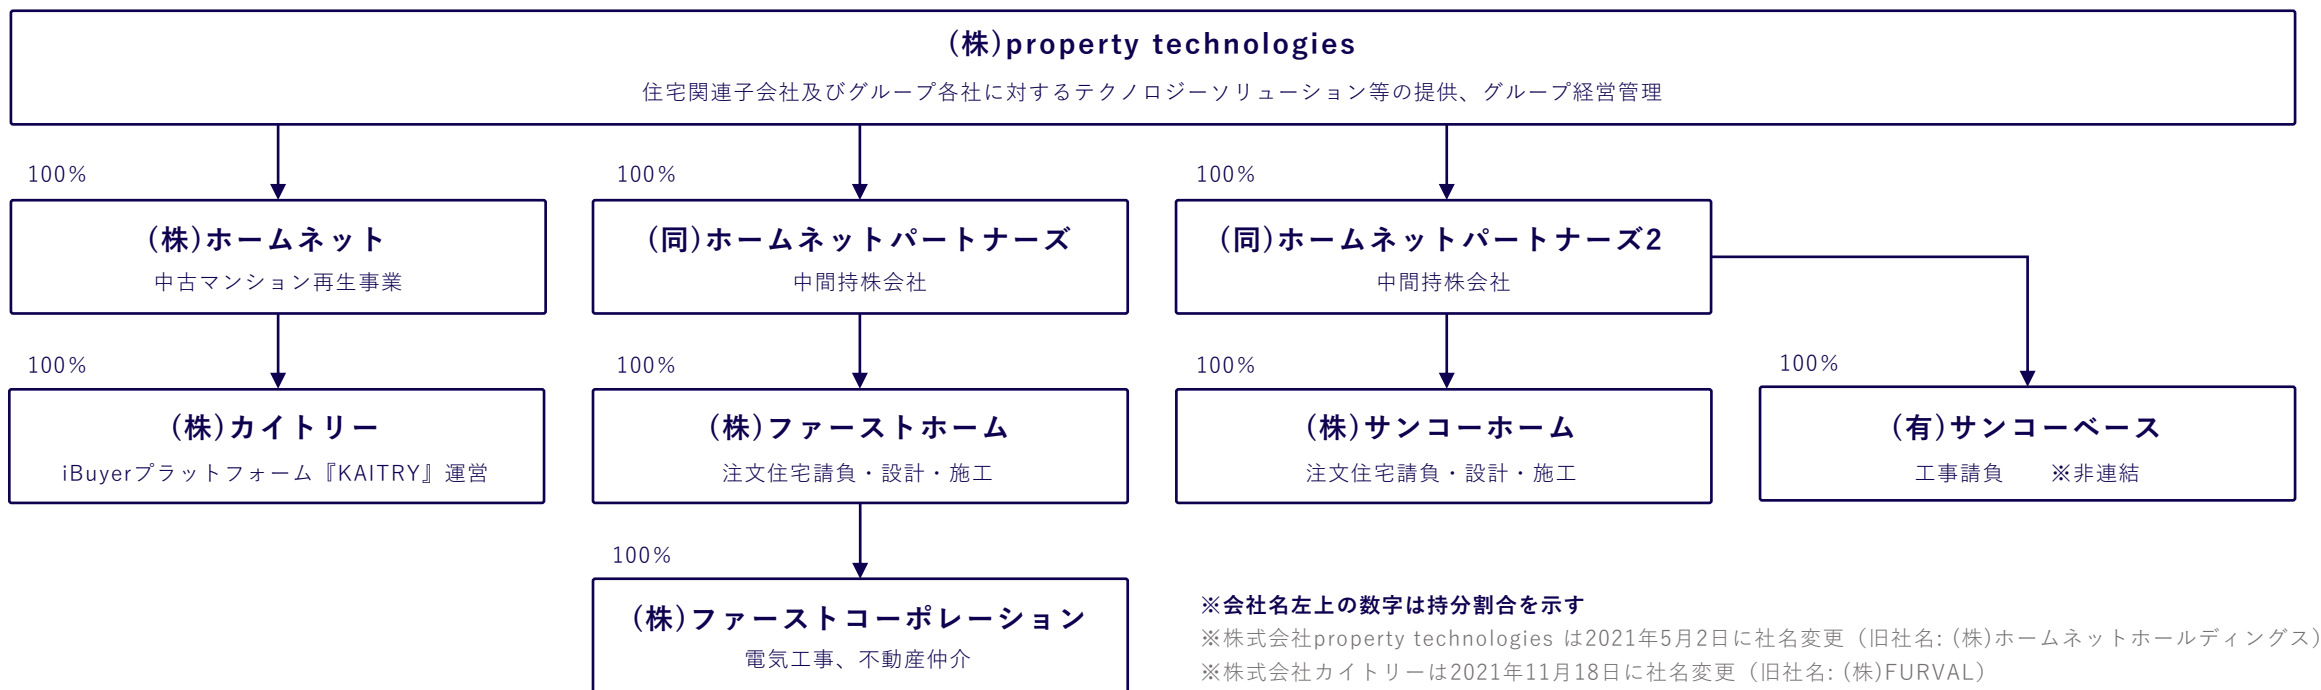 (株)property technologies
住宅関連子会社及びグループ各社に対するテクノロジーソリューション等の提供、グループ経営管理
100%
100%
100%
(株)ホームネット
中古マンション再生事業
(同)ホームネットパートナーズ
中間持株会社
(同)ホームネットパートナーズ2
中間持株会社
100%
100%
100%
100%
(株)カイトリー
iBuyerプラットフォーム『KAITRY』運営
(株)ファーストホーム
注文住宅請負・設計・施工
(株)サンコーホーム
注文住宅請負・設計・施工
(有)サンコーベース
工事請負　※非連結
100%
(株)ファーストコーポレーション
電気工事、不動産仲介
※会社名左上の数字は持分割合を示す
※株式会社property technologies は2021年5月2日に社名変更（旧社名: (株)ホームネットホールディングス）
※株式会社カイトリーは2021年11月18日に社名変更（旧社名: (株)FURVAL）